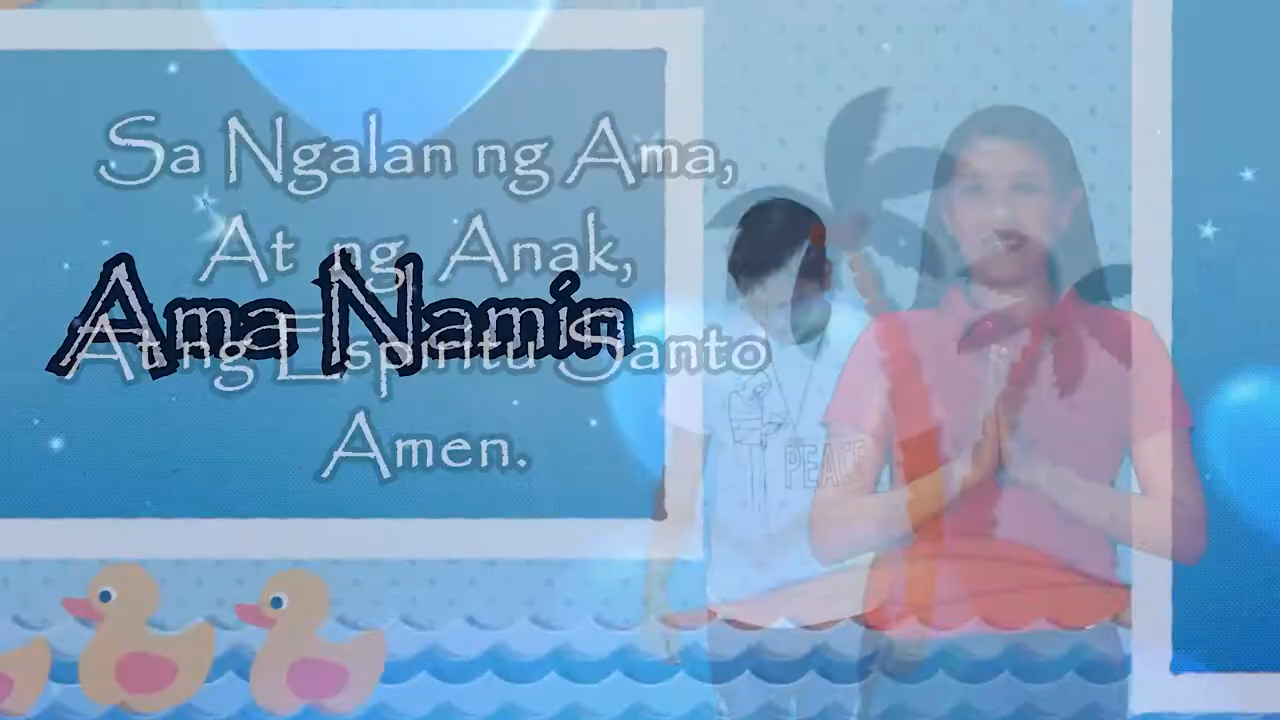 Sa Ngalan ng Ama,
At ng Anak,
Ama Namin
At ng Espiritu Santo
Amen.
PEACE